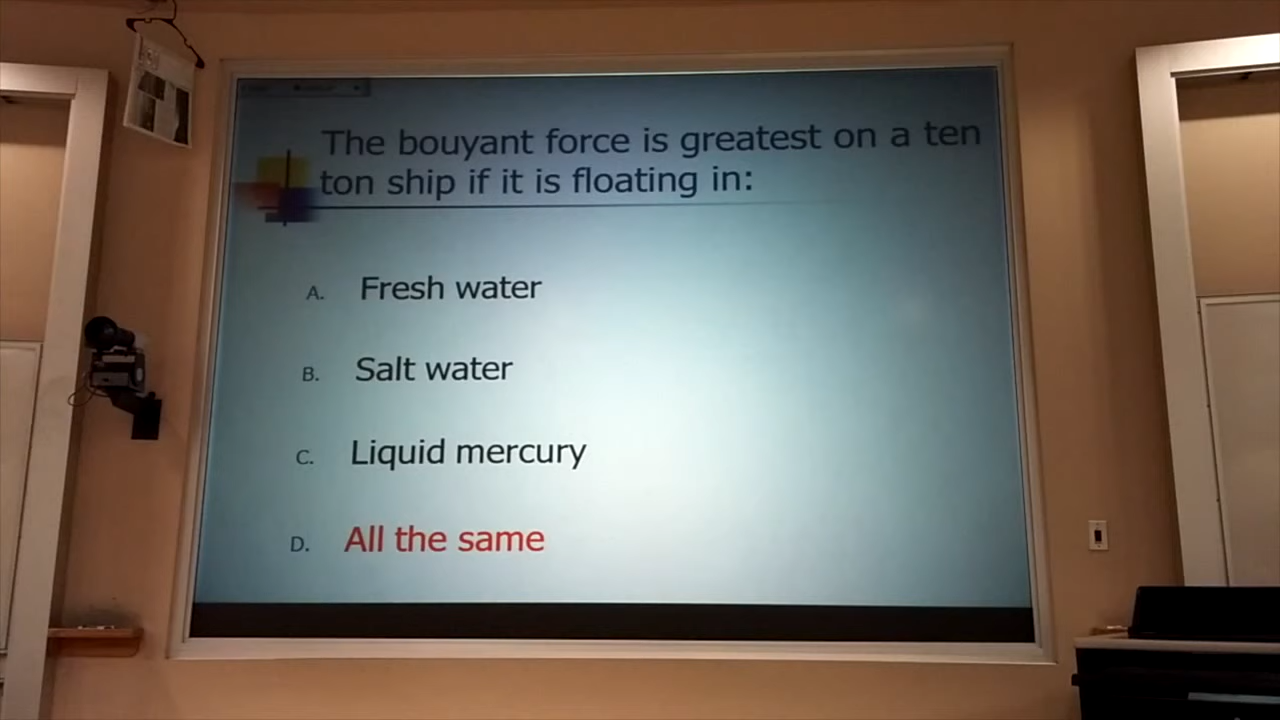 The bouyant force is greatest on a ten
ton ship if it is floating in:
A. Fresh water
B. Salt water
C. Liquid mercury
D. All the same